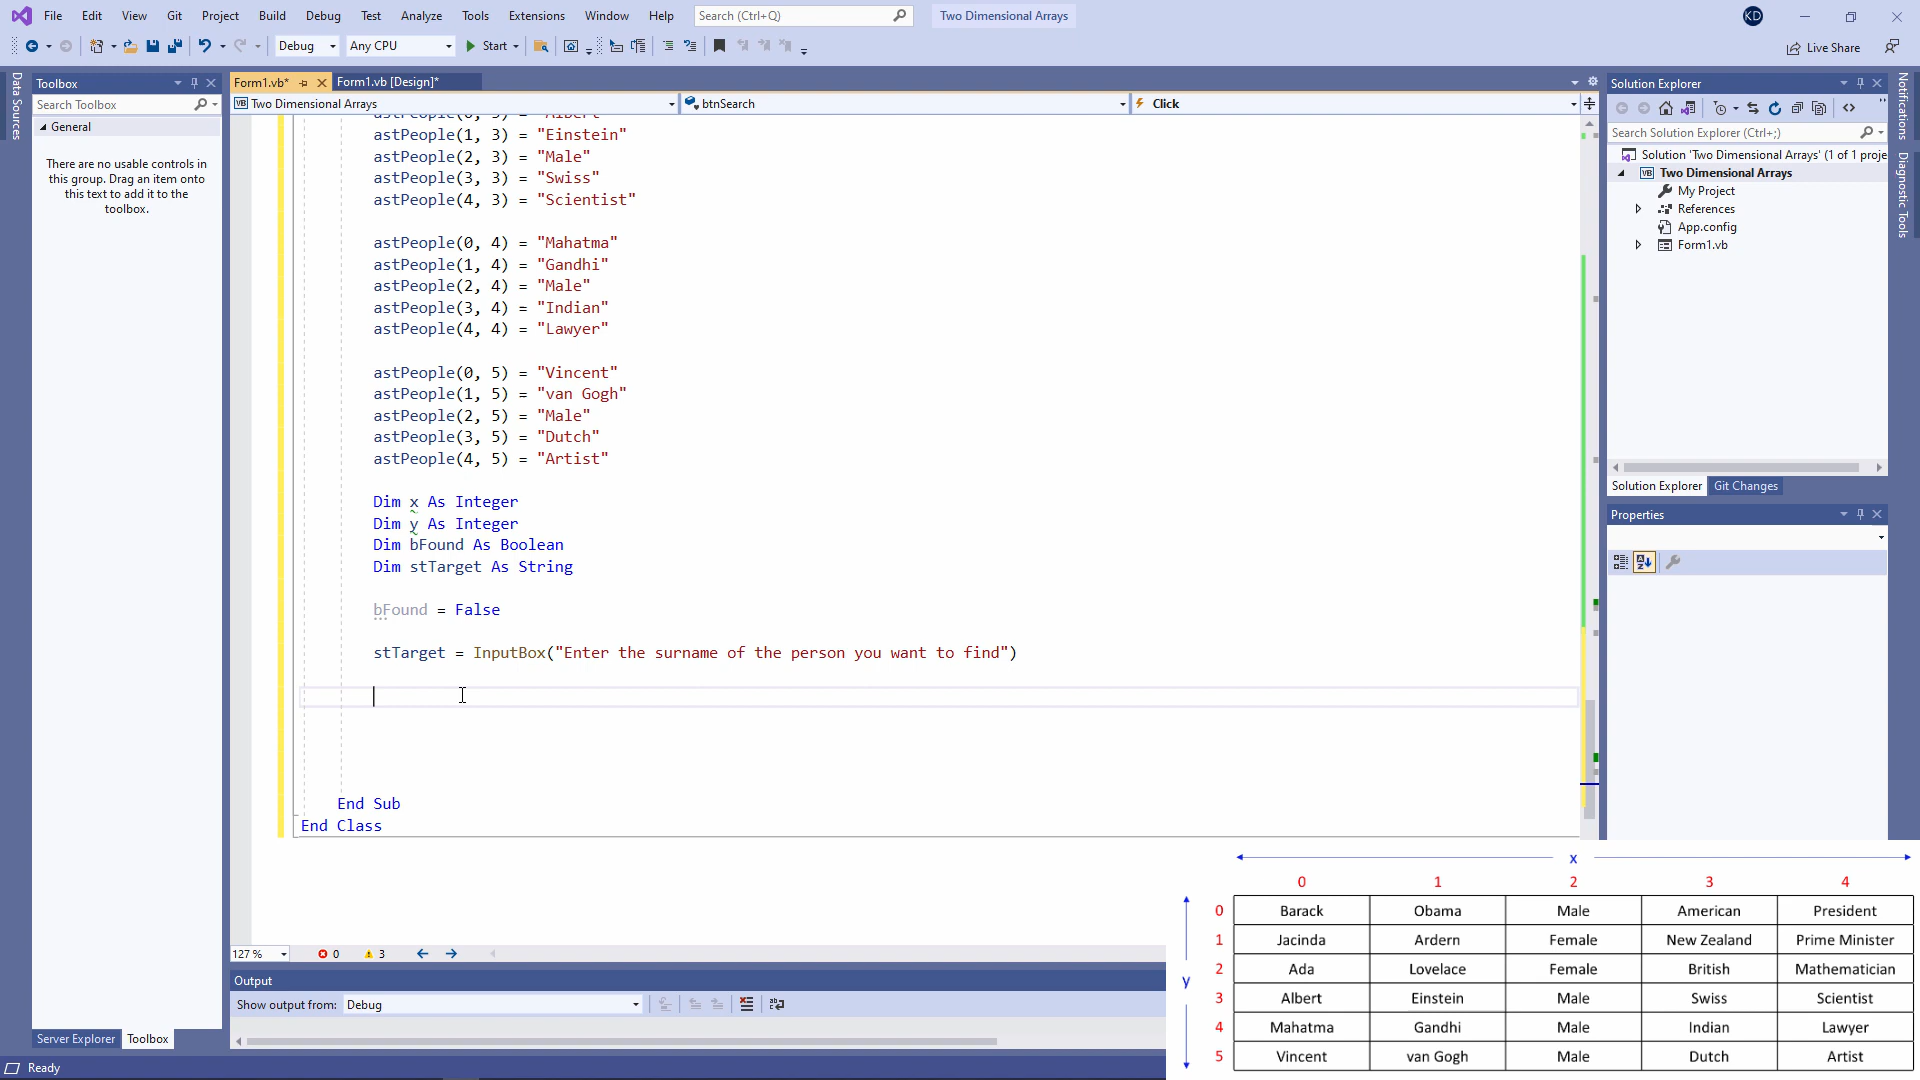 File Edit View Git Project Build Debug Test Analyze Tools Extensions Window Help Search (Ctrl+Q) Two Dimensional Arrays KD
Debug Any CPU Start Live Share
Data Sources
Toolbox
Search Toolbox
General
There are no usable controls in
this group. Drag an item onto
this text to add it to the
toolbox.
Server Explorer Toolbox
Form1.vb* Form1.vb [Design]*
VB Two Dimensional Arrays btnSearch Click
astPeople(0, 3) = "Albert"
astPeople(1, 3) = "Einstein"
astPeople(2, 3) = "Male"
astPeople(3, 3) = "Swiss"
astPeople(4, 3) = "Scientist"
astPeople(0, 4) = "Mahatma"
astPeople(1, 4) = "Gandhi"
astPeople(2, 4) = "Male"
astPeople(3, 4) = "Indian"
astPeople(4, 4) = "Lawyer"
astPeople(0, 5) = "Vincent"
astPeople(1, 5) = "van Gogh"
astPeople(2, 5) = "Male"
astPeople(3, 5) = "Dutch"
astPeople(4, 5) = "Artist"
Dim x As Integer
Dim y As Integer
Dim bFound As Boolean
Dim stTarget As String
bFound = False
stTarget = InputBox("Enter the surname of the person you want to find")
End Sub
End Class
127 % 0 3
Output
Show output from: Debug
Ready
Solution Explorer
Search Solution Explorer (Ctrl+;)
Solution 'Two Dimensional Arrays' (1 of 1 proje
VB Two Dimensional Arrays
My Project
References
App.config
Form1.vb
Solution Explorer Git Changes
Properties
Notifications
Diagnostic Tools
x
0 1 2 3 4
y
0 Barack Obama Male American President
1 Jacinda Ardern Female New Zealand Prime Minister
2 Ada Lovelace Female British Mathematician
3 Albert Einstein Male Swiss Scientist
4 Mahatma Gandhi Male Indian Lawyer
5 Vincent van Gogh Male Dutch Artist